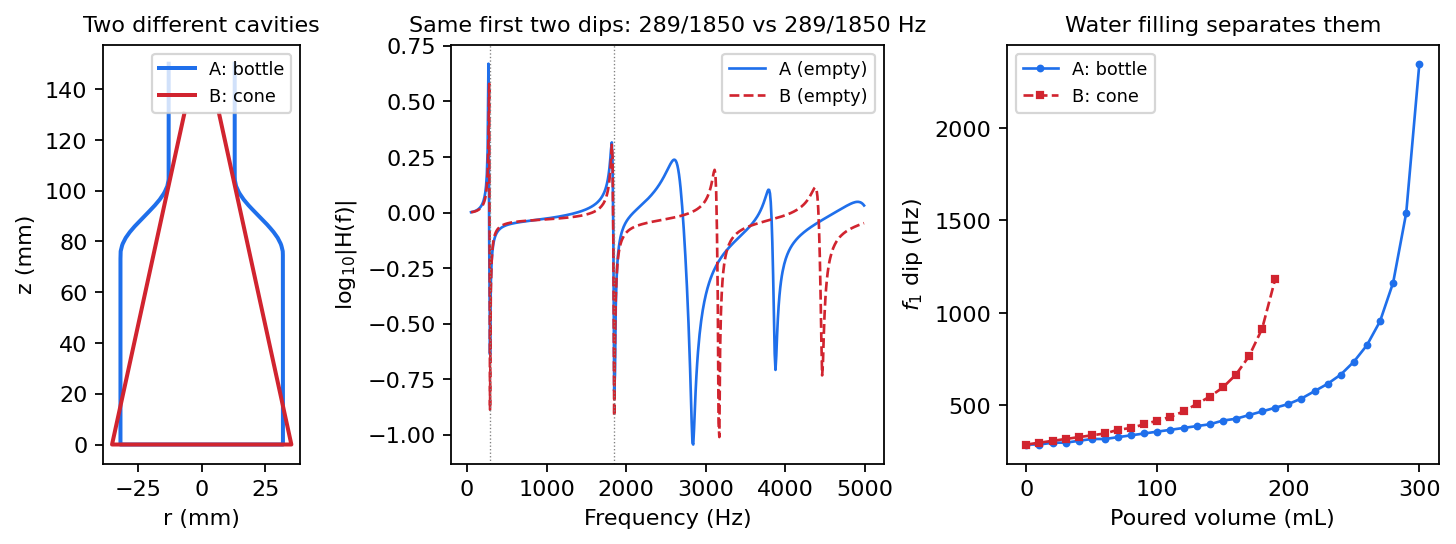 Two different cavities
A: bottle
B: cone
140
120
100
80
60
40
20
0
z (mm)
−25
0
25
r (mm)
Same first two dips: 289/1850 vs 289/1850 Hz
A (empty)
B (empty)
0.75
0.50
0.25
0.00
−0.25
−0.50
−0.75
−1.00
log10|H(f)|
0
1000
2000
3000
4000
5000
Frequency (Hz)
Water filling separates them
A: bottle
B: cone
2000
1500
1000
500
f1 dip (Hz)
0
100
200
300
Poured volume (mL)